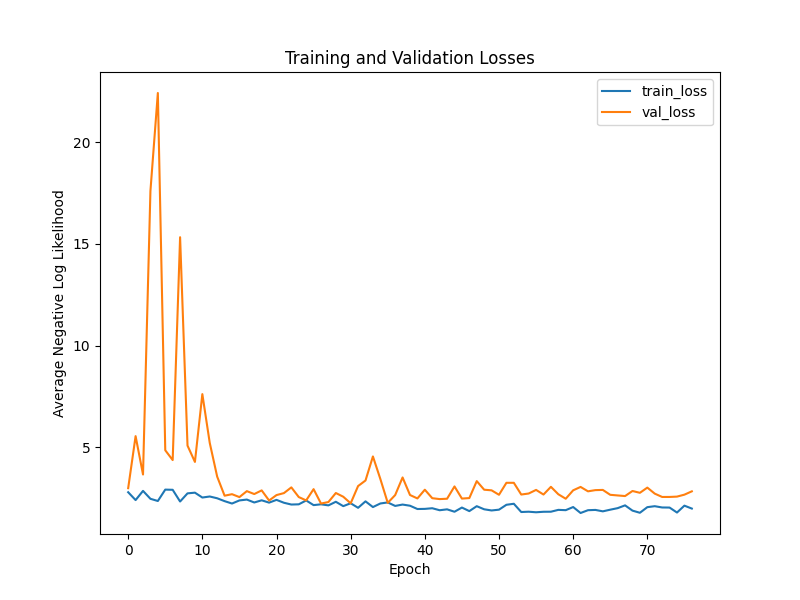 Training and Validation Losses
train_loss
val_loss
Average Negative Log Likelihood
20
15
10
5
0 10 20 30 40 50 60 70
Epoch